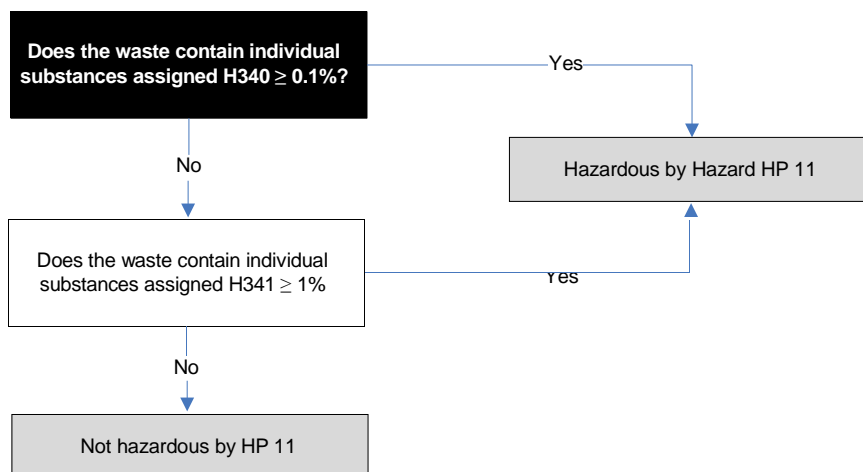 Does the waste contain individual
substances assigned H340 ≥ 0.1%?
Yes
Hazardous by Hazard HP 11
No
Does the waste contain individual
substances assigned H341 ≥ 1%
Yes
No
Not hazardous by HP 11